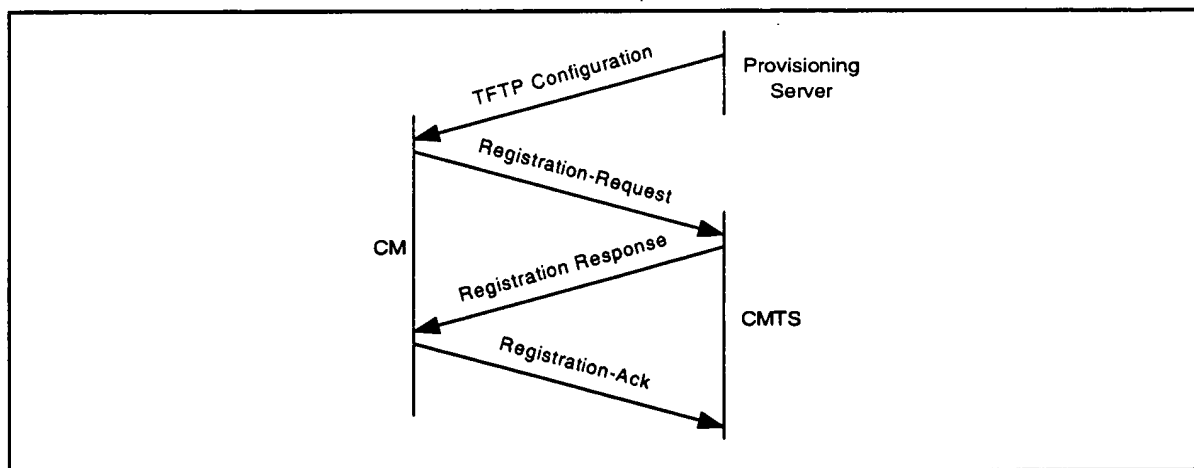 TFTP Configuration
Provisioning
Server
Registration-Request
CM
Registration Response
CMTS
Registration-Ack